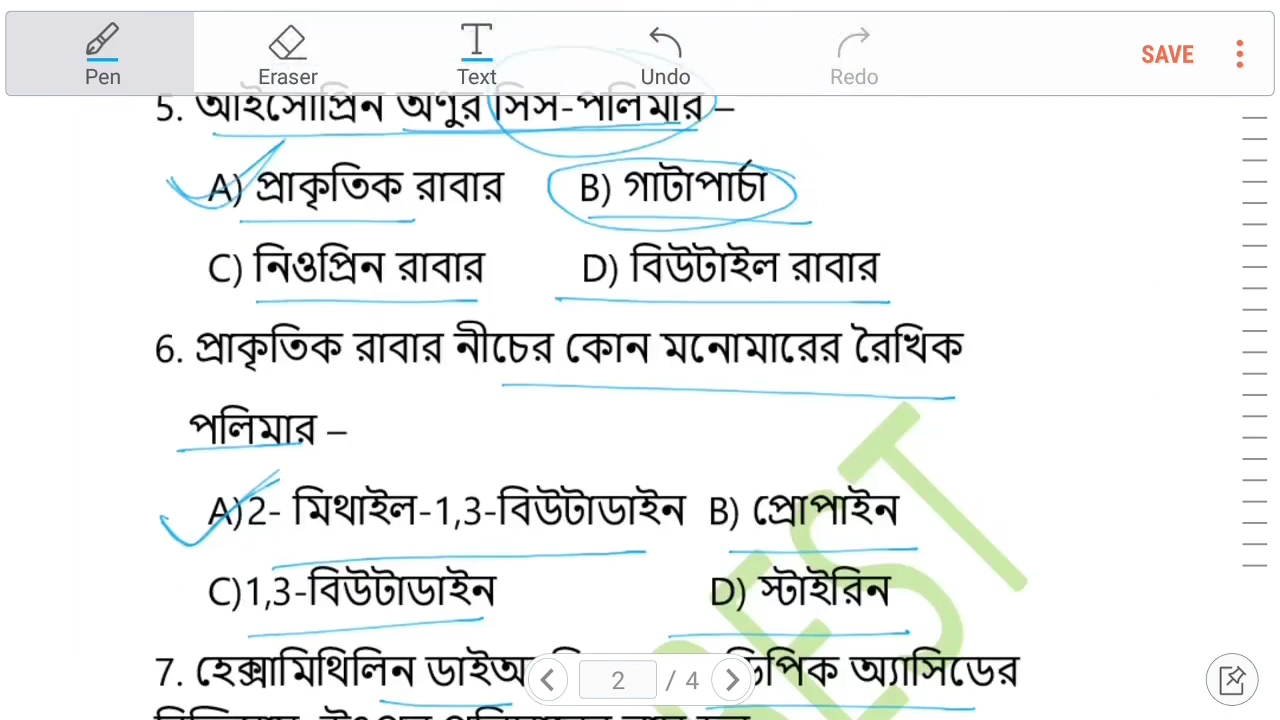 Pen Eraser Text Undo Redo SAVE
5. আইসোপ্রিন অণুর সিস-পলিমার –
A) প্রাকৃতিক রাবার B) গাটাপার্চা
C) নিওপ্রিন রাবার D) বিউটাইল রাবার
6. প্রাকৃতিক রাবার নীচের কোন মনোমারের রৈখিক
পলিমার –
A)2- মিথাইল-1,3-বিউটাডাইন B) প্রোপাইন
C)1,3-বিউটাডাইন D) স্টাইরিন
7. হেক্সামিথিলিন অ্যাসিডের
2 / 4